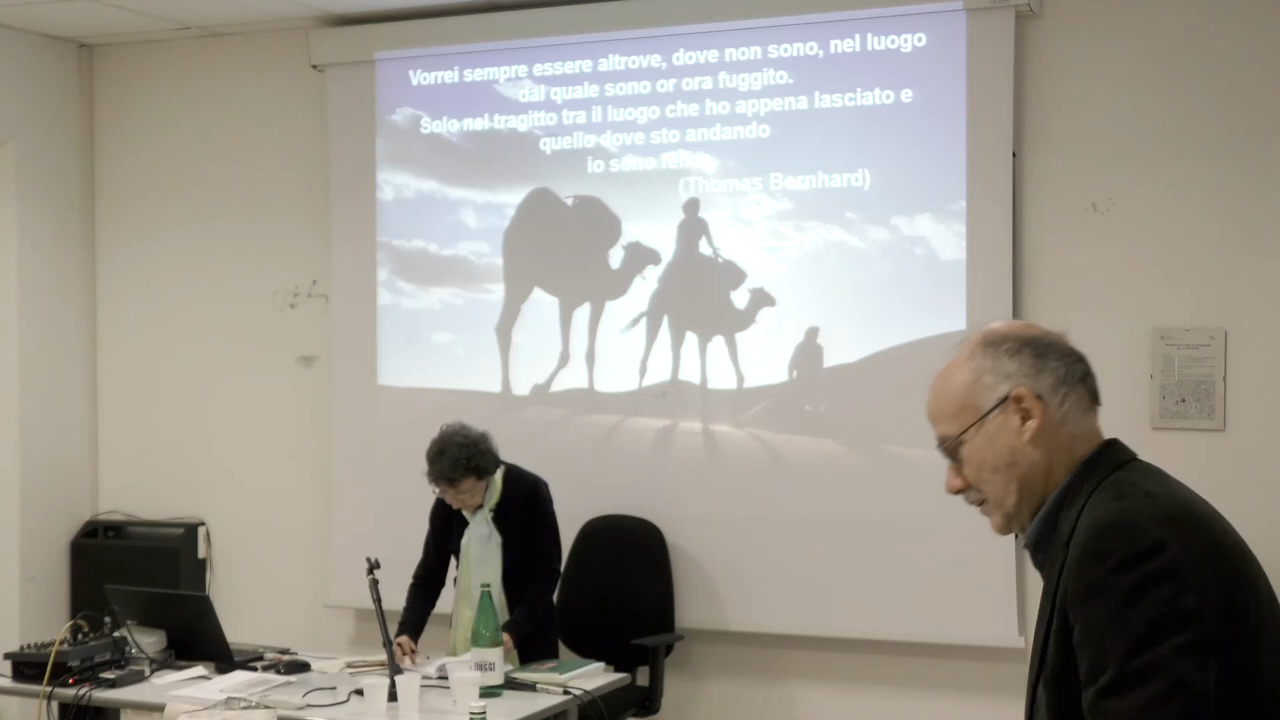 Vorrei sempre essere altrove, dove non sono, nel luogo
dal quale sono or ora fuggito.
Solo nel tragitto tra il luogo che ho appena lasciato e
quello dove sto andando
io sono felice
(Thomas Bernhard)